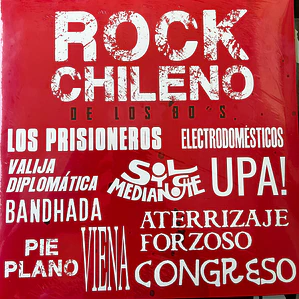 ROCK
CHILENO
DE LOS 80'S
LOS PRISIONEROS ELECTRODOMÉSTICOS
VALIJA
DIPLOMÁTICA
SOL Y
MEDIANOCHE
UPA!
BANDHADA
ATERRIZAJE
FORZOSO
PIE
PLANO
VIENA
CONGRESO